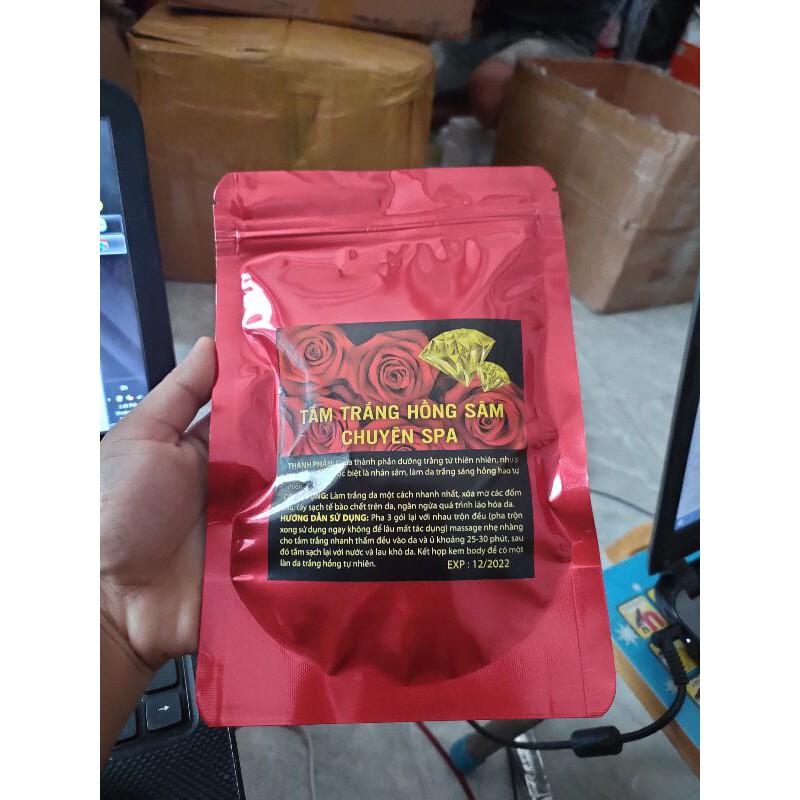 TẮM TRẮNG HỒNG SÂM
CHUYÊN SPA
THÀNH PHẦN: Chứa thành phần dưỡng trắng từ thiên nhiên, như
biệt là nhân sâm, làm da trắng sáng hồng hào tự
DỤNG: Làm trắng da một cách nhanh nhất, xóa mờ các đốm
tẩy sạch tế bào chết trên da, ngăn ngừa quá trình lão hóa da.
HƯỚNG DẪN SỬ DỤNG: Pha 3 gói lại với nhau trộn đều (pha trộn
xong sử dụng ngay không để lâu mất tác dụng) massage nhẹ nhàng
cho tắm trắng nhanh thấm đều vào da và ủ khoảng 25-30 phút, sau
đó tắm sạch lại với nước và lau khô da. Kết hợp kem body để có một
làn da trắng hồng tự nhiên.
EXP : 12/2022